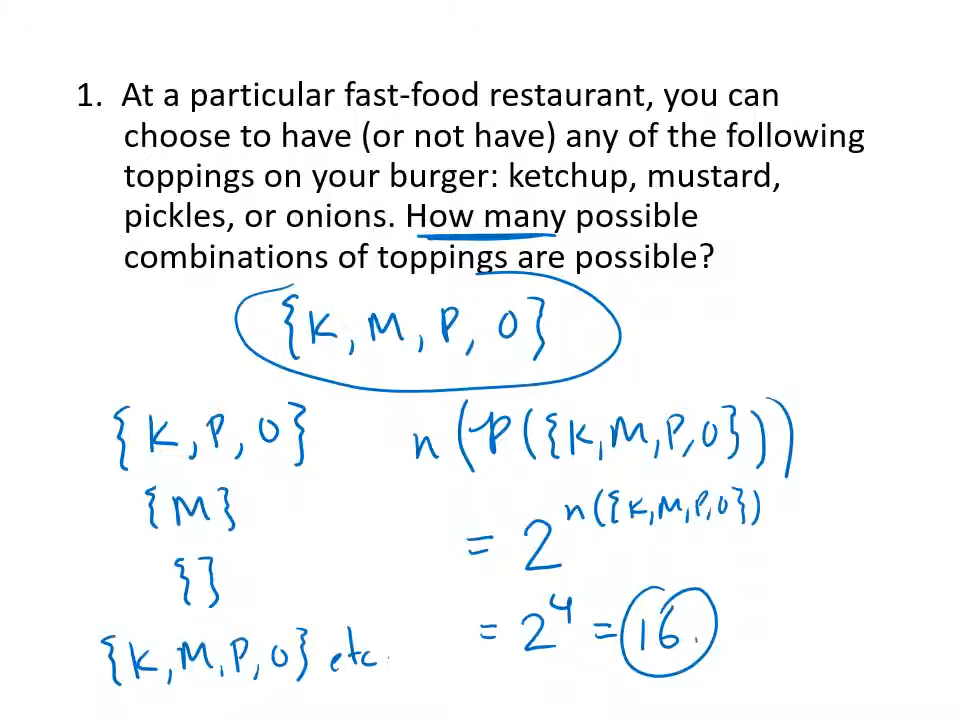 1. At a particular fast-food restaurant, you can
choose to have (or not have) any of the following
toppings on your burger: ketchup, mustard,
pickles, or onions. How many possible
combinations of toppings are possible?
{K, M, P, O}
{K, P, O}
{M}
{}
{K, M, P, O} etc.
n(P({K, M, P, O}))
= 2^n({K, M, P, O})
= 2^4 = 16